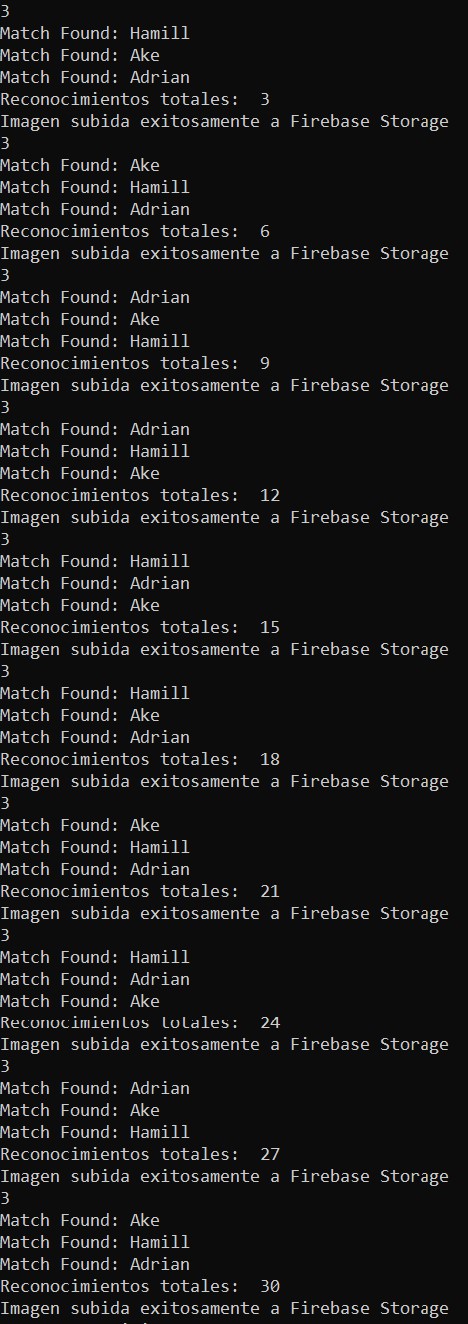 3
Match Found: Hamill
Match Found: Ake
Match Found: Adrian
Reconocimientos totales:  3
Imagen subida exitosamente a Firebase Storage
3
Match Found: Ake
Match Found: Hamill
Match Found: Adrian
Reconocimientos totales:  6
Imagen subida exitosamente a Firebase Storage
3
Match Found: Adrian
Match Found: Ake
Match Found: Hamill
Reconocimientos totales:  9
Imagen subida exitosamente a Firebase Storage
3
Match Found: Adrian
Match Found: Hamill
Match Found: Ake
Reconocimientos totales:  12
Imagen subida exitosamente a Firebase Storage
3
Match Found: Hamill
Match Found: Adrian
Match Found: Ake
Reconocimientos totales:  15
Imagen subida exitosamente a Firebase Storage
3
Match Found: Hamill
Match Found: Ake
Match Found: Adrian
Reconocimientos totales:  18
Imagen subida exitosamente a Firebase Storage
3
Match Found: Ake
Match Found: Hamill
Match Found: Adrian
Reconocimientos totales:  21
Imagen subida exitosamente a Firebase Storage
3
Match Found: Hamill
Match Found: Adrian
Match Found: Ake
Reconocimientos totales:  24
Imagen subida exitosamente a Firebase Storage
3
Match Found: Adrian
Match Found: Ake
Match Found: Hamill
Reconocimientos totales:  27
Imagen subida exitosamente a Firebase Storage
3
Match Found: Ake
Match Found: Hamill
Match Found: Adrian
Reconocimientos totales:  30
Imagen subida exitosamente a Firebase Storage